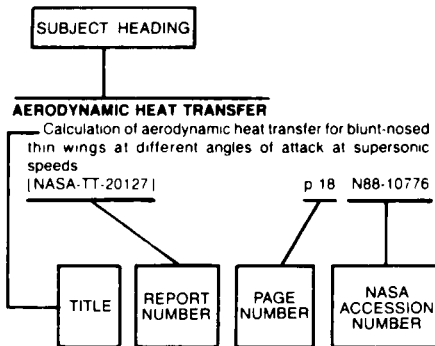 SUBJECT HEADING
AERODYNAMIC HEAT TRANSFER
Calculation of aerodynamic heat transfer for blunt-nosed
thin wings at different angles of attack at supersonic
speeds
[NASA-TT-20127] p 18 N88-10776
TITLE
REPORT
NUMBER
PAGE
NUMBER
NASA
ACCESSION
NUMBER